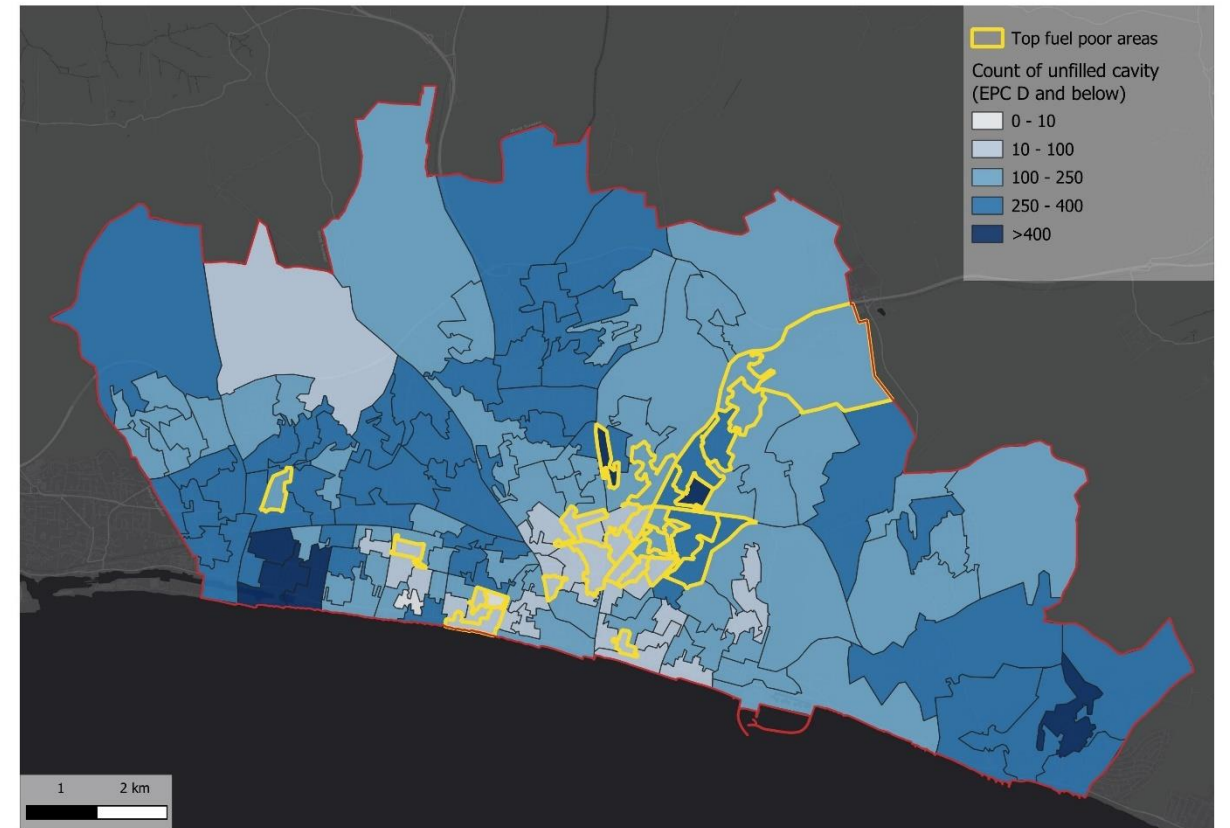 Top fuel poor areas
Count of unfilled cavity
(EPC D and below)
0 - 10
10 - 100
100 - 250
250 - 400
>400
1 2 km